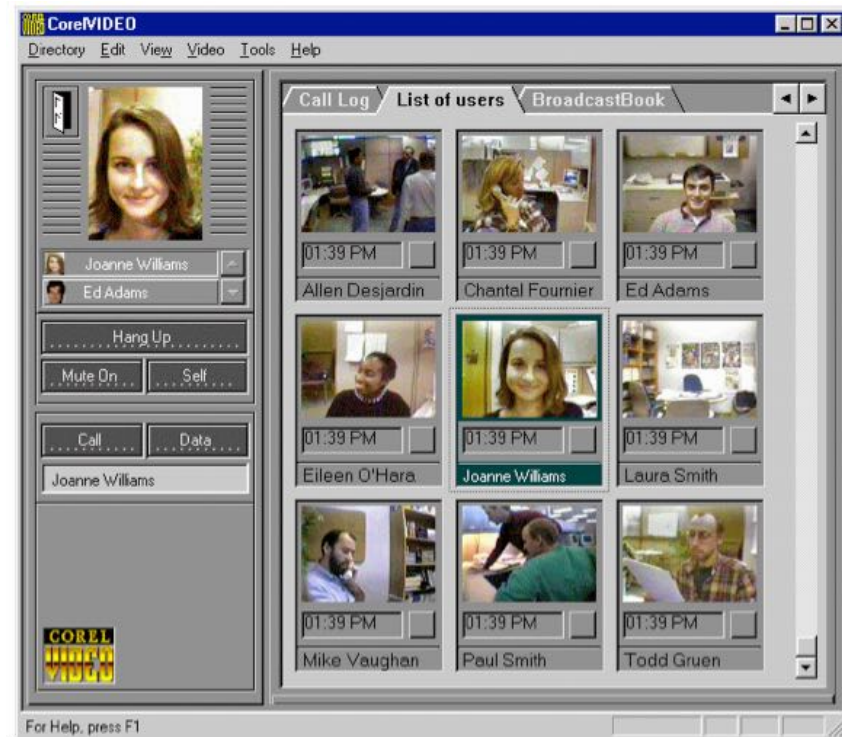 CorelVIDEO
Directory Edit View Video Tools Help
Call Log List of users BroadcastBook
Joanne Williams
Ed Adams
Hang Up
Mute On Self
Call Data
Joanne Williams
COREL
VIDEO
01:39 PM 01:39 PM 01:39 PM
Allen Desjardin Chantal Fournier Ed Adams
01:39 PM 01:39 PM 01:39 PM
Eileen O'Hara Joanne Williams Laura Smith
01:39 PM 01:39 PM 01:39 PM
Mike Vaughan Paul Smith Todd Gruen
For Help, press F1